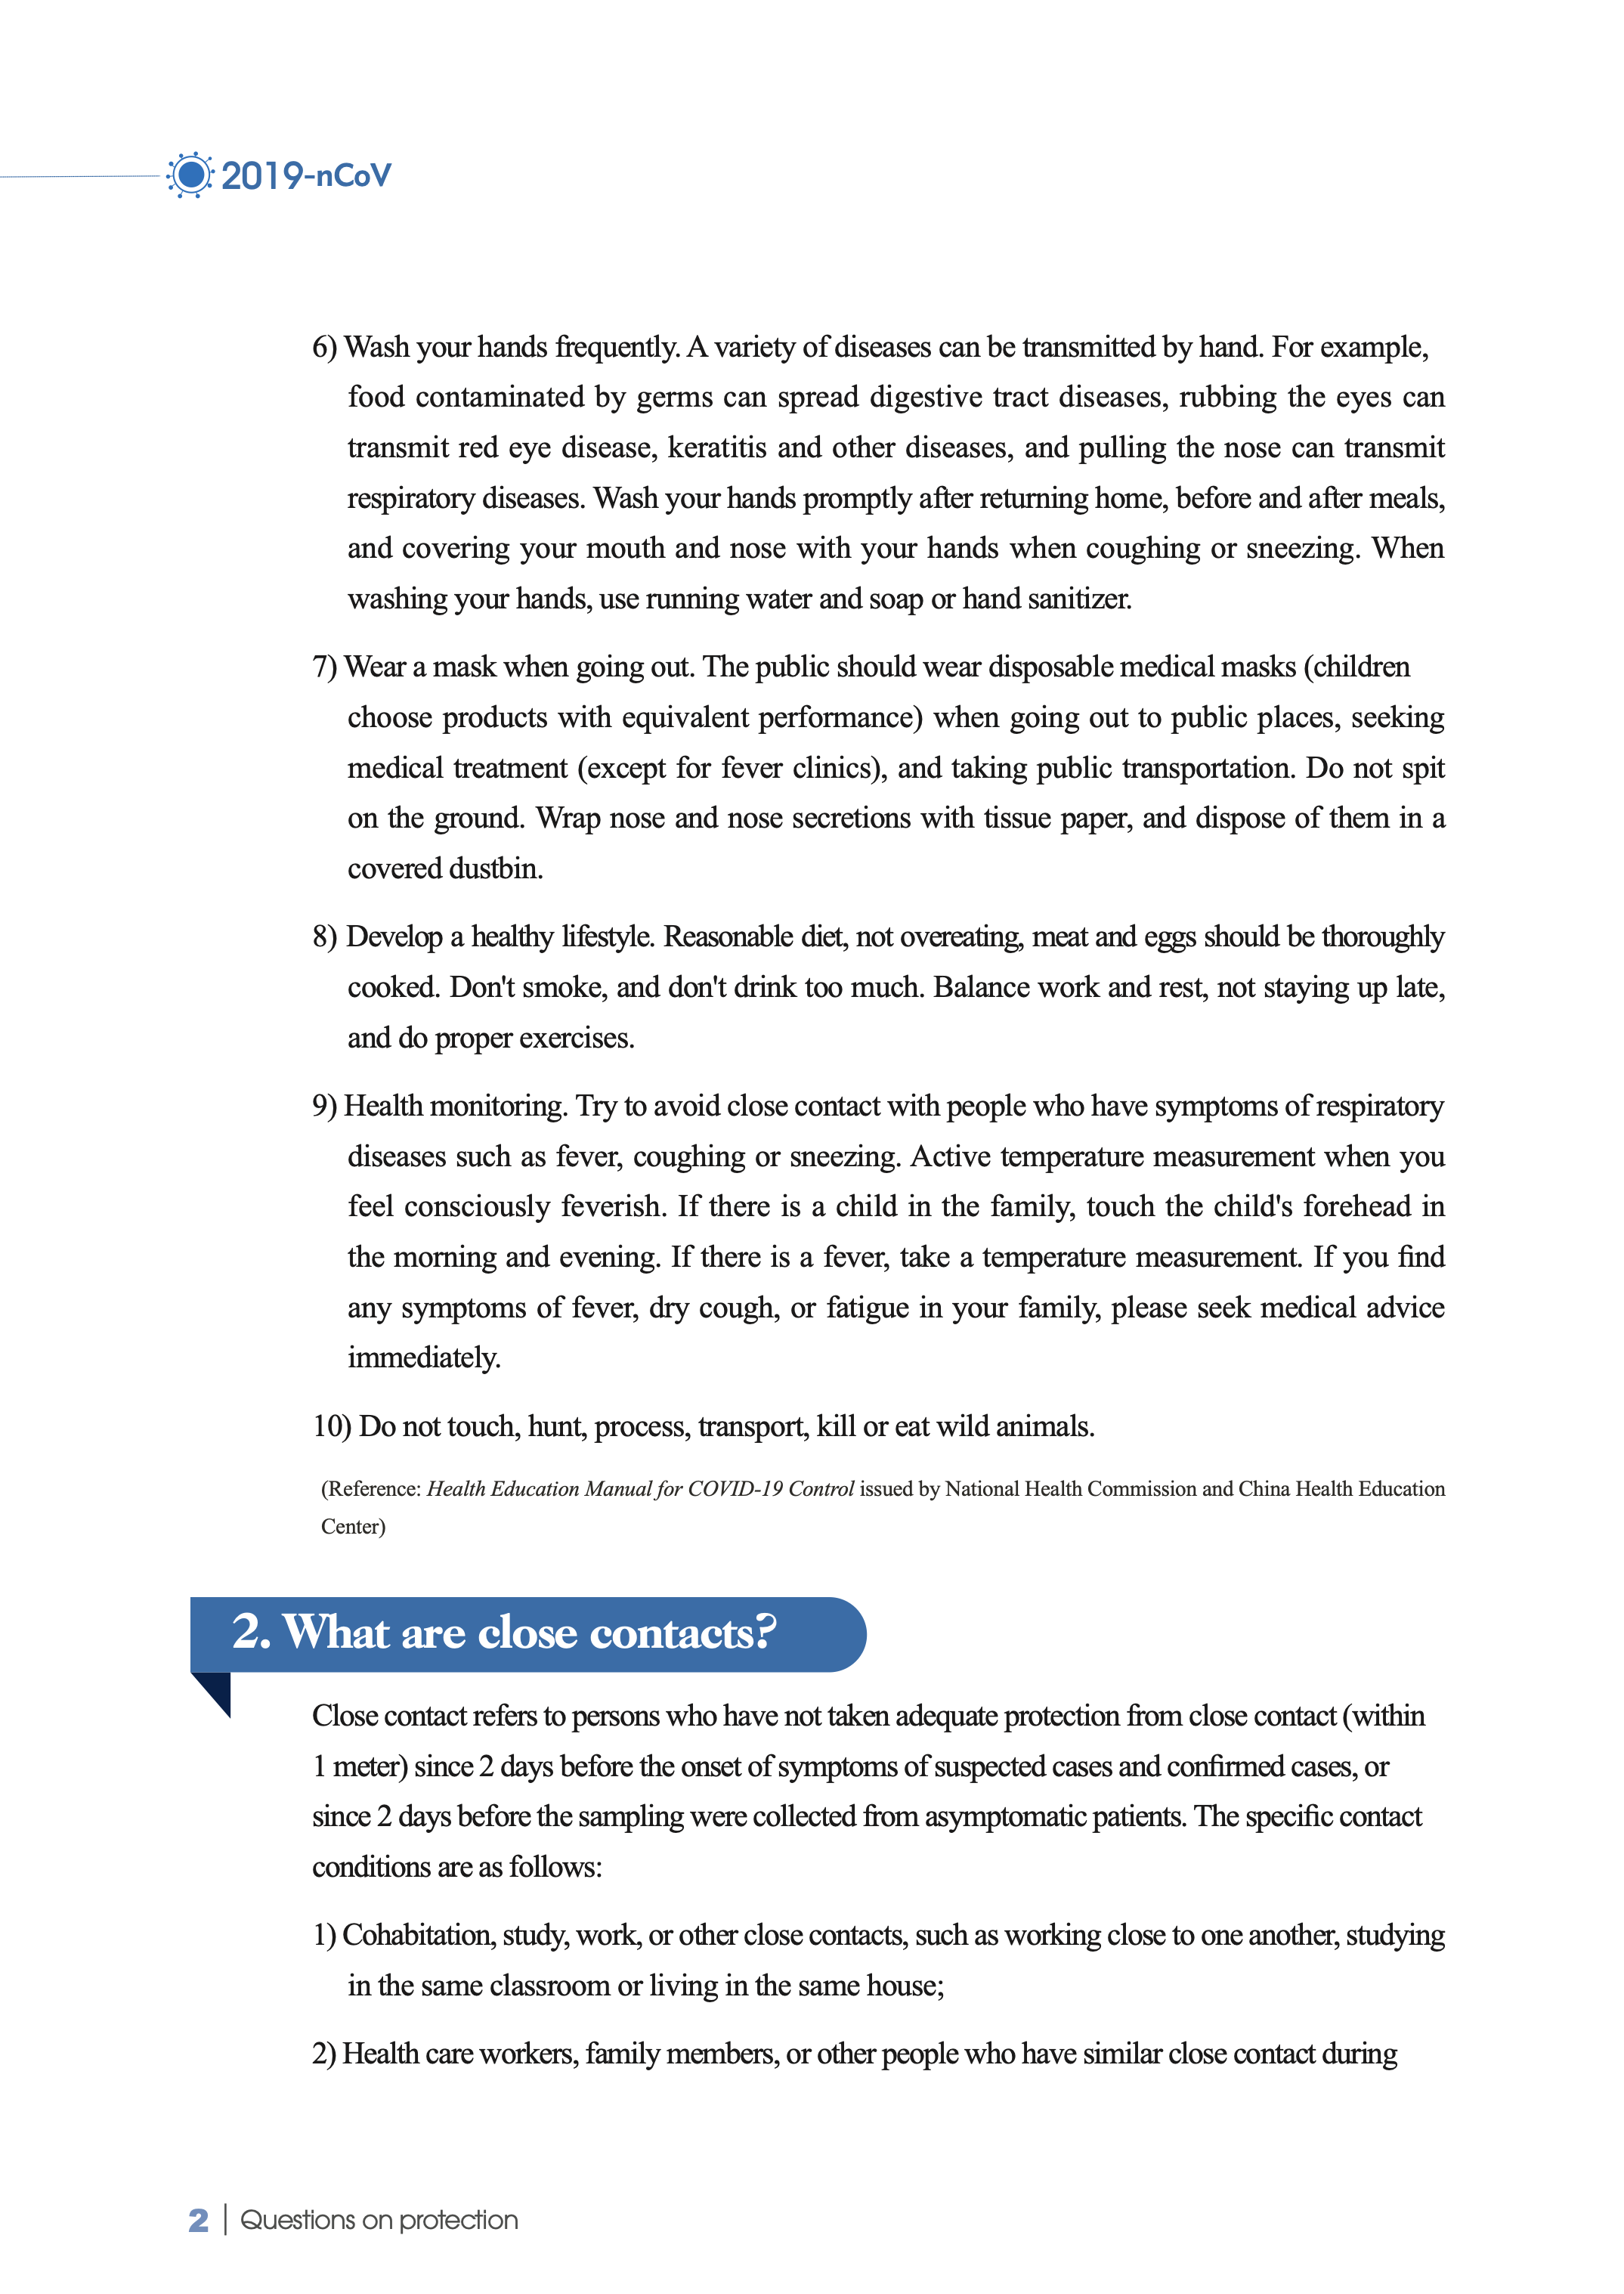 2019-nCoV
6) Wash your hands frequently. A variety of diseases can be transmitted by hand. For example,
food contaminated by germs can spread digestive tract diseases, rubbing the eyes can
transmit red eye disease, keratitis and other diseases, and pulling the nose can transmit
respiratory diseases. Wash your hands promptly after returning home, before and after meals,
and covering your mouth and nose with your hands when coughing or sneezing. When
washing your hands, use running water and soap or hand sanitizer.
7) Wear a mask when going out. The public should wear disposable medical masks (children
choose products with equivalent performance) when going out to public places, seeking
medical treatment (except for fever clinics), and taking public transportation. Do not spit
on the ground. Wrap nose and nose secretions with tissue paper, and dispose of them in a
covered dustbin.
8) Develop a healthy lifestyle. Reasonable diet, not overeating, meat and eggs should be thoroughly
cooked. Don't smoke, and don't drink too much. Balance work and rest, not staying up late,
and do proper exercises.
9) Health monitoring. Try to avoid close contact with people who have symptoms of respiratory
diseases such as fever, coughing or sneezing. Active temperature measurement when you
feel consciously feverish. If there is a child in the family, touch the child's forehead in
the morning and evening. If there is a fever, take a temperature measurement. If you find
any symptoms of fever, dry cough, or fatigue in your family, please seek medical advice
immediately.
10) Do not touch, hunt, process, transport, kill or eat wild animals.
(Reference: Health Education Manual for COVID-19 Control issued by National Health Commission and China Health Education
Center)
2. What are close contacts?
Close contact refers to persons who have not taken adequate protection from close contact (within
1 meter) since 2 days before the onset of symptoms of suspected cases and confirmed cases, or
since 2 days before the sampling were collected from asymptomatic patients. The specific contact
conditions are as follows:
1) Cohabitation, study, work, or other close contacts, such as working close to one another, studying
in the same classroom or living in the same house;
2) Health care workers, family members, or other people who have similar close contact during
2 | Questions on protection